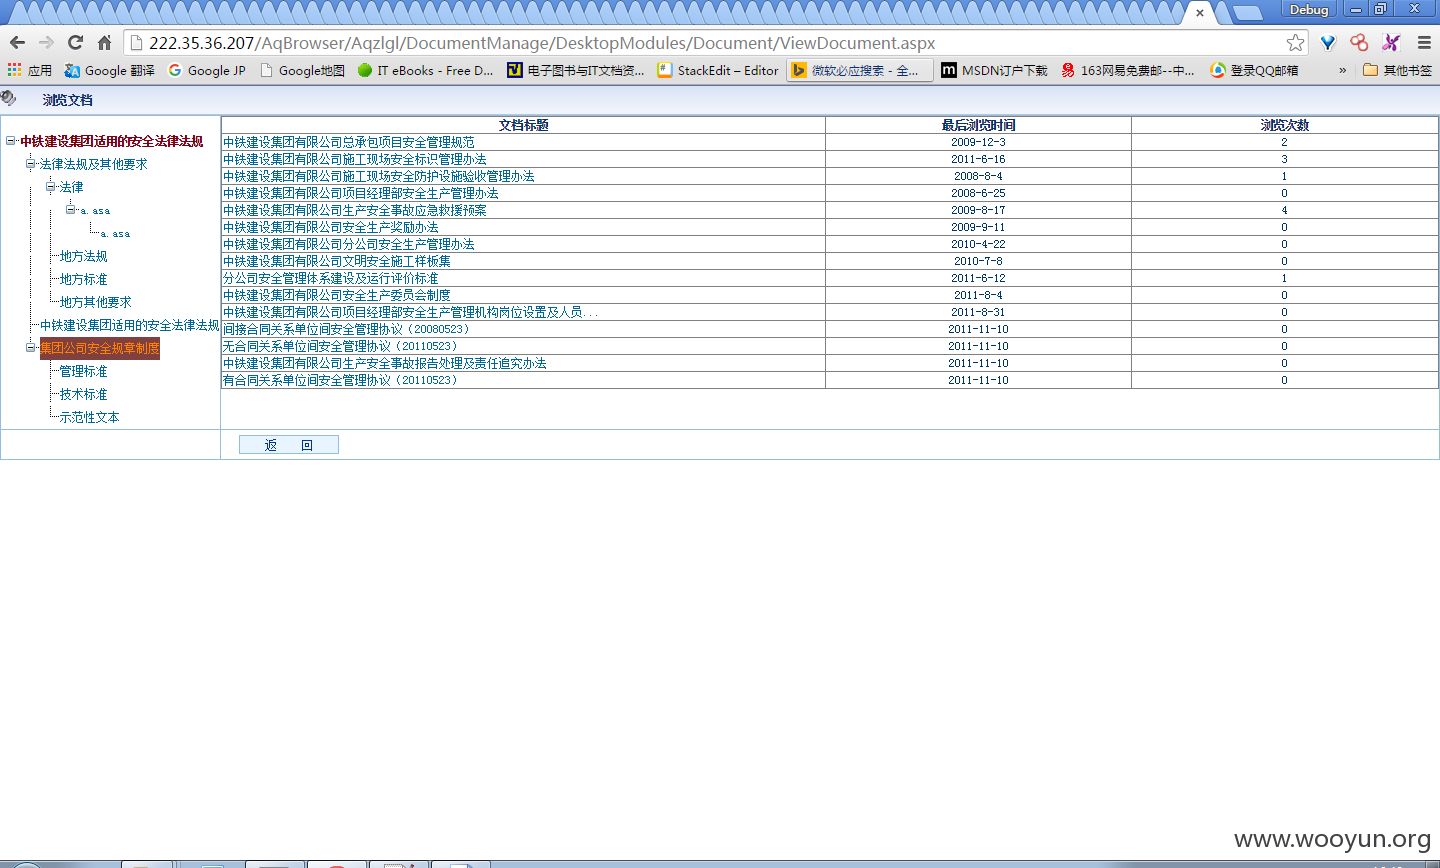 Debug
222.35.36.207/AqBrowser/Aqzlgl/DocumentManage/DesktopModules/Document/ViewDocument.aspx
应用 Google 翻译 Google JP Google地图 IT eBooks - Free D... 电子图书与IT文档资... StackEdit – Editor 微软必应搜索 - 全... MSDN订户下载 163网易免费邮--中... 登录QQ邮箱 » 其他书签
浏览文档
中铁建设集团适用的安全法律法规
法律法规及其他要求
法律
a.asa
a.asa
地方法规
地方标准
地方其他要求
中铁建设集团适用的安全法律法规
集团公司安全规章制度
管理标准
技术标准
示范性文本
文档标题 最后浏览时间 浏览次数
中铁建设集团有限公司总承包项目安全管理规范 2009-12-3 2
中铁建设集团有限公司施工现场安全标识管理办法 2011-6-16 3
中铁建设集团有限公司施工现场安全防护设施验收管理办法 2008-8-4 1
中铁建设集团有限公司项目经理部安全生产管理办法 2008-6-25 0
中铁建设集团有限公司生产安全事故应急救援预案 2009-8-17 4
中铁建设集团有限公司安全生产奖励办法 2009-9-11 0
中铁建设集团有限公司分公司安全生产管理办法 2010-4-22 0
中铁建设集团有限公司文明安全施工样板集 2010-7-8 0
分公司安全管理体系建设及运行评价标准 2011-6-12 1
中铁建设集团有限公司安全生产委员会制度 2011-8-4 0
中铁建设集团有限公司项目经理部安全生产管理机构岗位设置及人员... 2011-8-31 0
间接合同关系单位间安全管理协议（20080523） 2011-11-10 0
无合同关系单位间安全管理协议（20110523） 2011-11-10 0
中铁建设集团有限公司生产安全事故报告处理及责任追究办法 2011-11-10 0
有合同关系单位间安全管理协议（20110523） 2011-11-10 0
返 回
www.wooyun.org